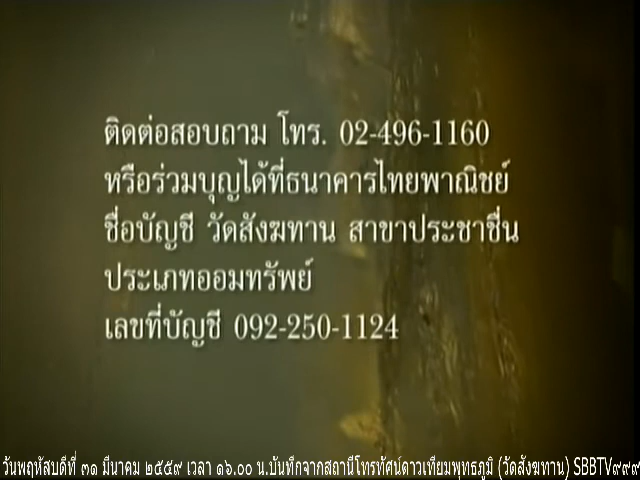 ติดต่อสอบถาม โทร. 02-496-1160
หรือร่วมบุญได้ที่ธนาคารไทยพาณิชย์
ชื่อบัญชี วัดสังฆทาน สาขาประชาชื่น
ประเภทออมทรัพย์
เลขที่บัญชี 092-250-1124
วันพฤหัสบดีที่ ๓๑ มีนาคม ๒๕๕๙ เวลา ๑๖.๐๐ น.บันทึกจากสถานีโทรทัศน์ดาวเทียมพุทธภูมิ (วัดสังฆทาน) SBBTV๙๙๙